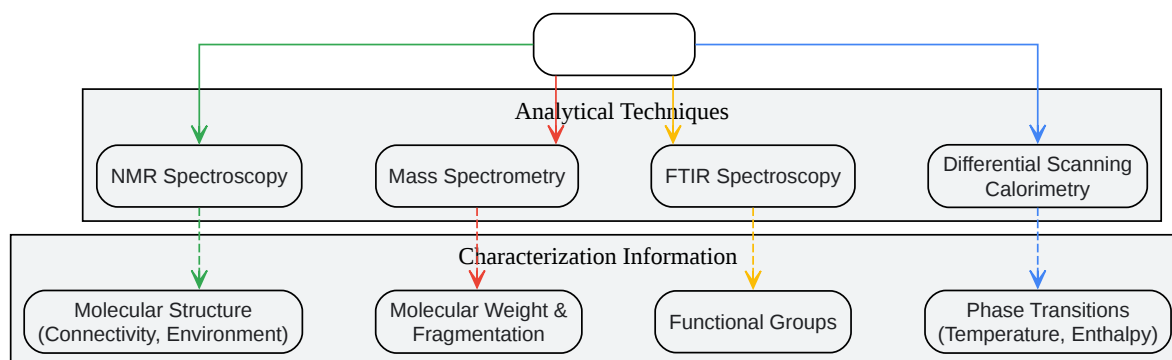 Analytical Techniques
NMR Spectroscopy
Mass Spectrometry
FTIR Spectroscopy
Differential Scanning
Calorimetry
Characterization Information
Molecular Structure
(Connectivity, Environment)
Molecular Weight &
Fragmentation
Functional Groups
Phase Transitions
(Temperature, Enthalpy)